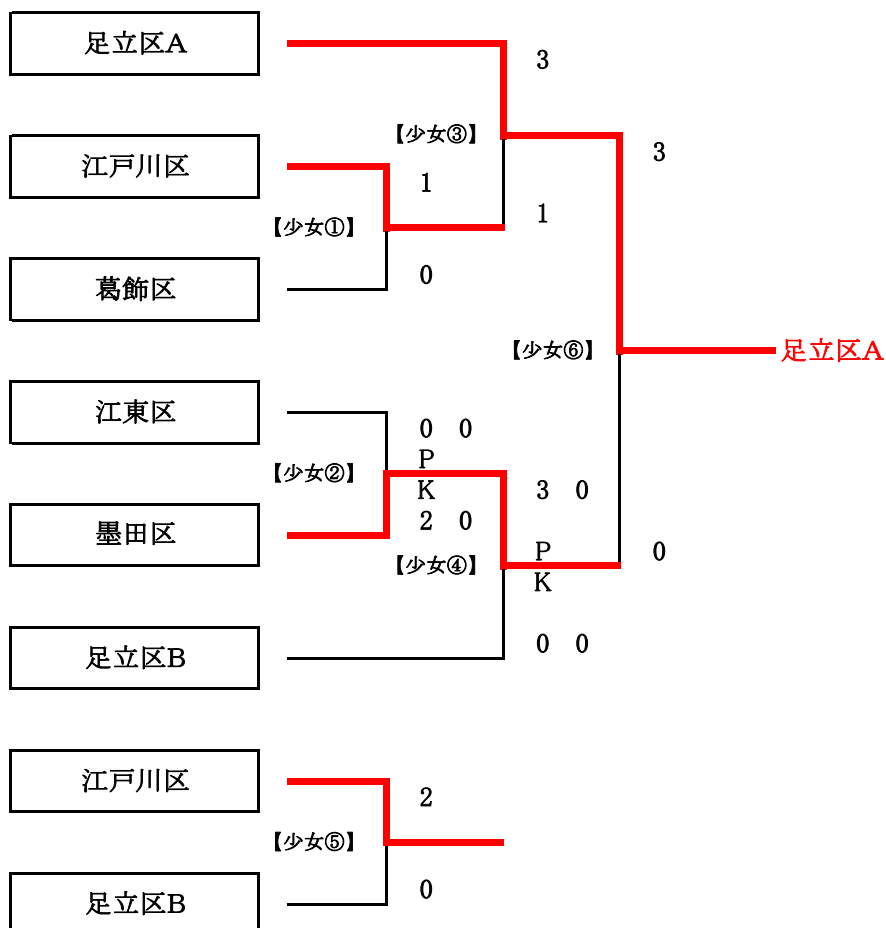 足立区A
3
【少女③】
3
江戸川区
1
1
【少女①】
葛飾区
0
【少女⑥】
足立区A
江東区
0 0
【少女②】
P
K
3 0
2 0
墨田区
【少女④】
P
K
0
0 0
足立区B
江戸川区
2
【少女⑤】
0
足立区B